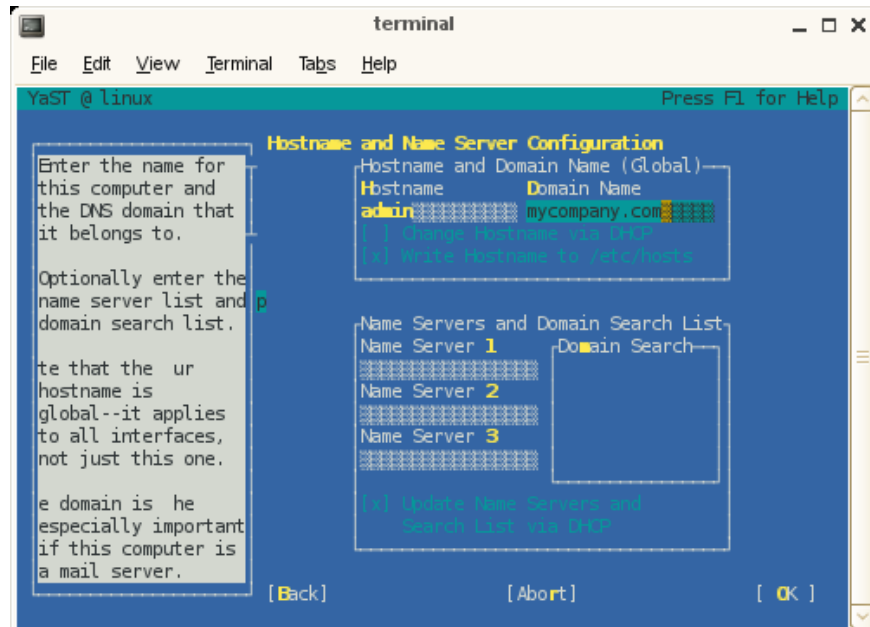 terminal
File Edit View Terminal Tabs Help
YaST @ linux Press F1 for Help
Hostname and Name Server Configuration
Enter the name for
this computer and
the DNS domain that
it belongs to.
Optionally enter the
name server list and p
domain search list.
te that the ur
hostname is
global--it applies
to all interfaces,
not just this one.
e domain is he
especially important
if this computer is
a mail server.
Hostname and Domain Name (Global)
Hostname Domain Name
admin mycompany.com
[ ] Change Hostname via DHCP
[x] Write Hostname to /etc/hosts
Name Servers and Domain Search List
Name Server 1 Domain Search
Name Server 2
Name Server 3
[x] Update Name Servers and
Search List via DHCP
[Back] [Abort] [ OK ]